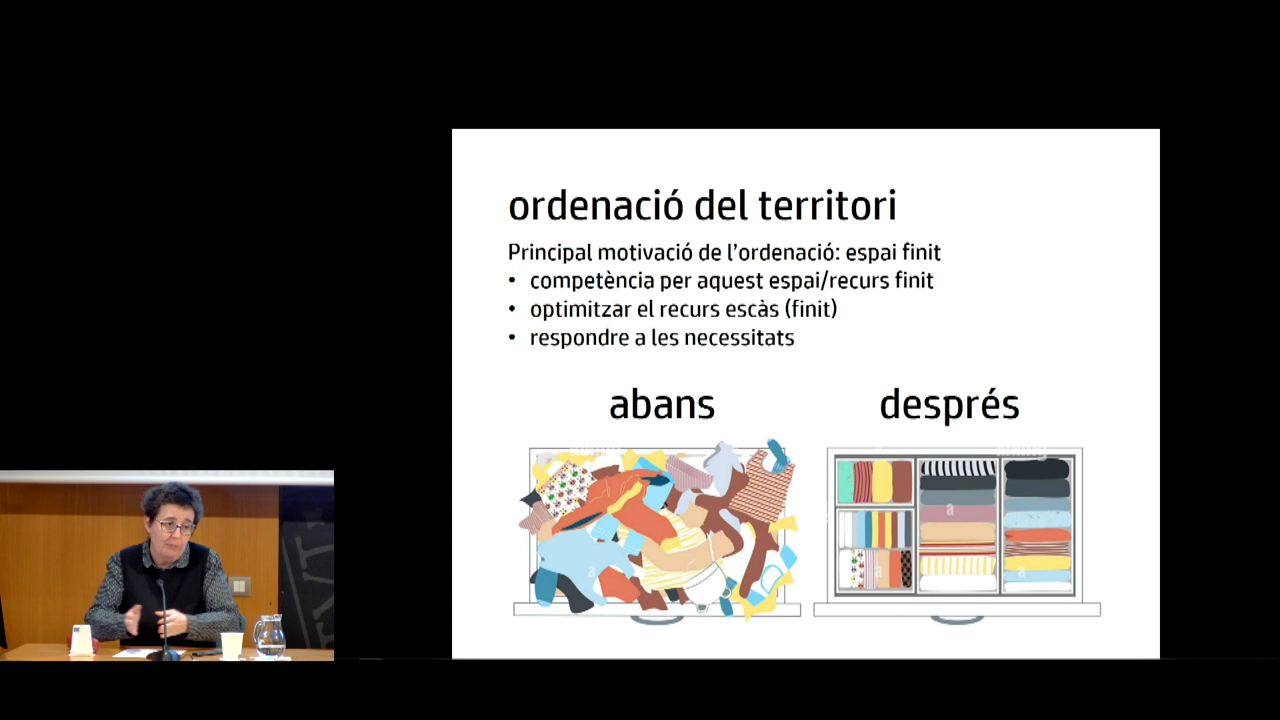 ordenació del territori
Principal motivació de l’ordenació: espai finit
• competència per aquest espai/recurs finit
• optimitzar el recurs escàs (finit)
• respondre a les necessitats
abans
després